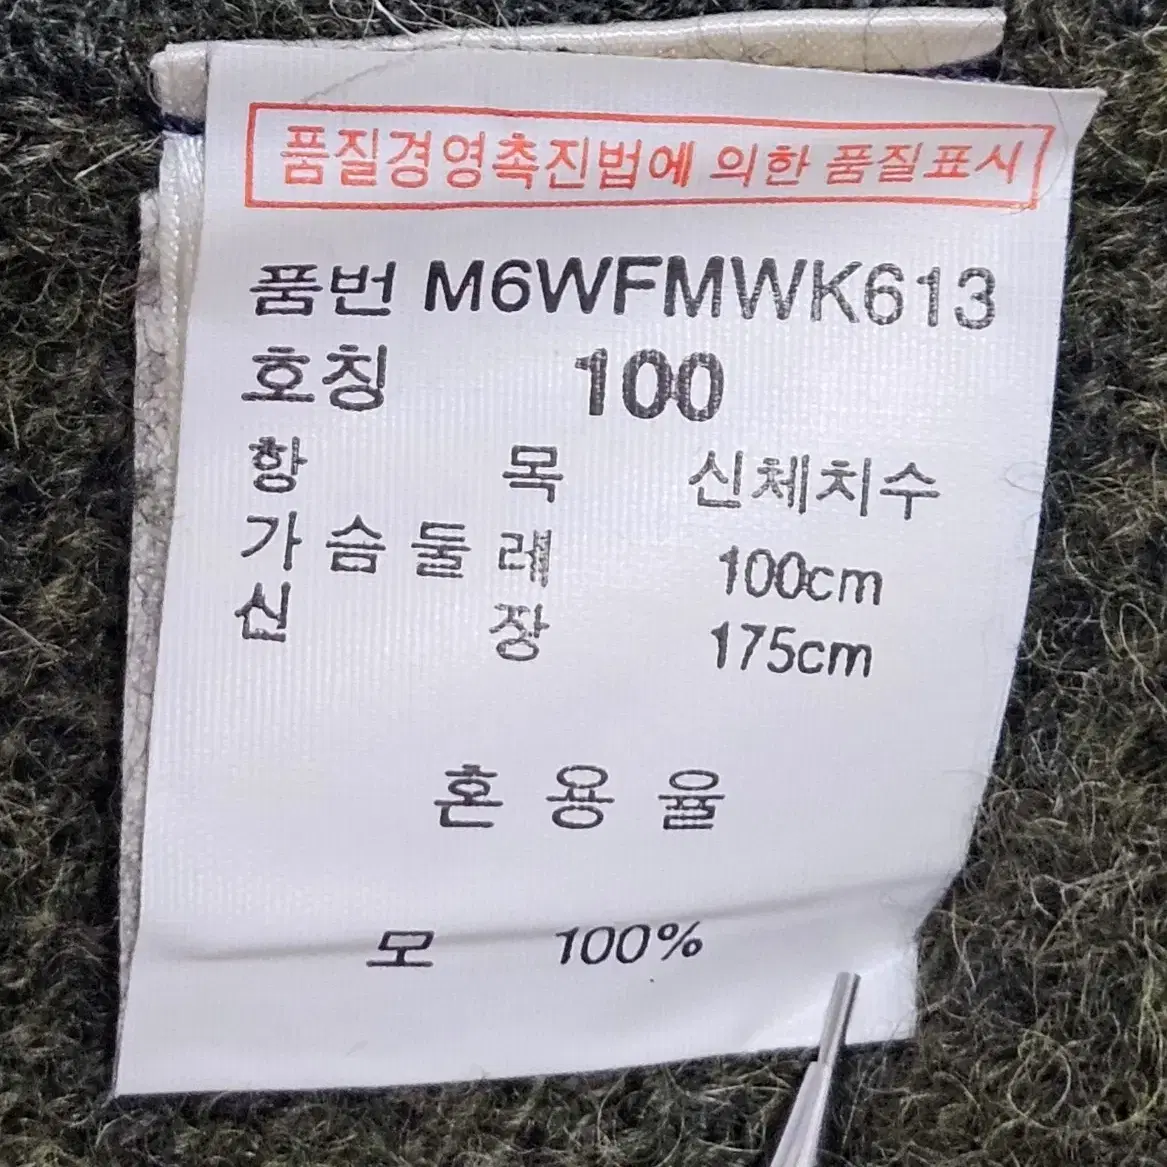 품질경영촉진법에 의한 품질표시
품번 M6WFMWK613
호칭 100
항 목 신체치수
가 슴 둘 레 100cm
신 장 175cm
혼 용 율
모 100%